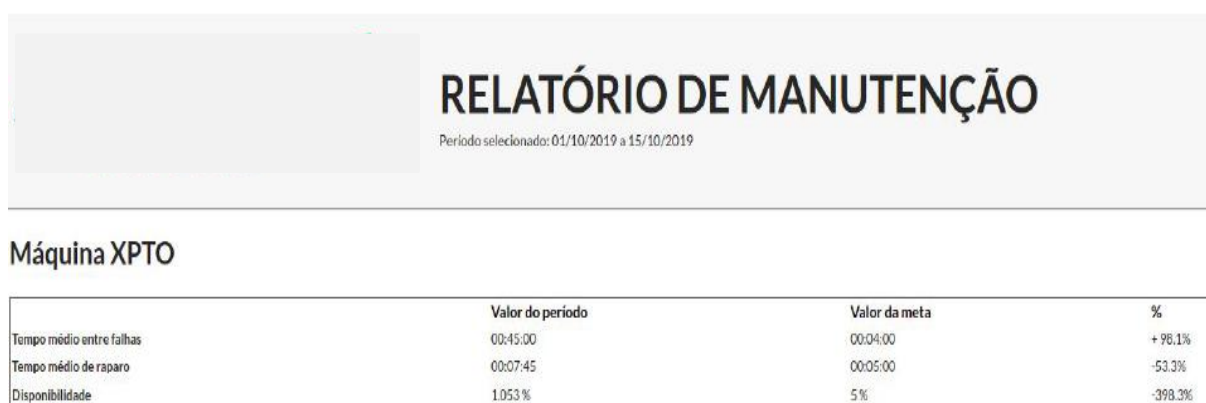 RELATÓRIO DE MANUTENÇÃO
Período selecionado: 01/10/2019 a 15/10/2019
Máquina XPTO
Valor do período Valor da meta %
Tempo médio entre falhas 00:45:00 00:04:00 + 98.1%
Tempo médio de raparo 00:07:45 00:05:00 -53.3%
Disponibilidade 1.053 % 5 % -398.3%